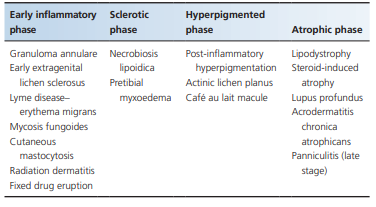 Early inflammatory phase
Granuloma annulare
Early extragenital
lichen sclerosus
Lyme disease–
erythema migrans
Mycosis fungoides
Cutaneous
mastocytosis
Radiation dermatitis
Fixed drug eruption
Sclerotic phase
Necrobiosis
lipoidica
Pretibial
myxoedema
Hyperpigmented phase
Post-inflammatory
hyperpigmentation
Actinic lichen planus
Café au lait macule
Atrophic phase
Lipodystrophy
Steroid-induced
atrophy
Lupus profundus
Acrodermatitis
chronica
atrophicans
Panniculitis (late
stage)